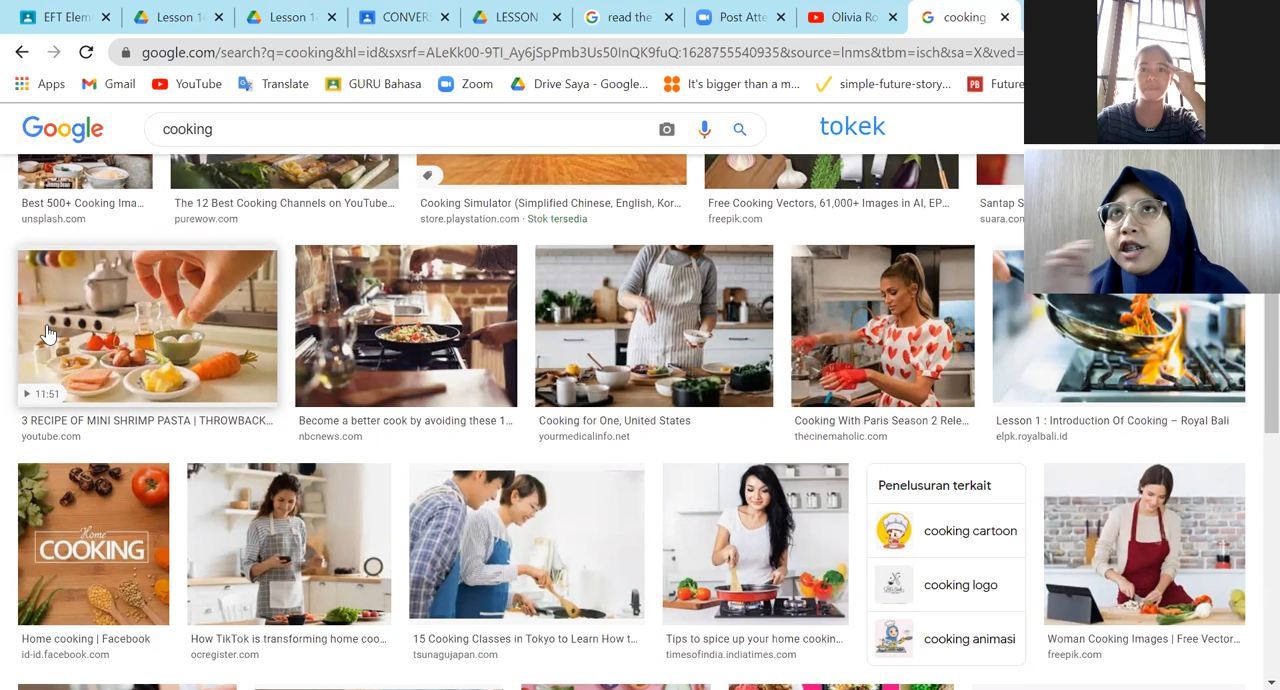 EFT Elem
Lesson 1/
Lesson 1
CONVER
LESSON
read the
Post Atte
Olivia Ro
cooking
google.com/search?q=cooking&hl=id&sxsrf=ALeKk00-9TI_Ay6jSpPmb3Us50InQK9fuQ:1628755540935&source=lnms&tbm=isch&sa=X&ved=
Apps
Gmail
YouTube
Translate
GURU Bahasa
Zoom
Drive Saya - Google...
It's bigger than a m...
simple-future-story...
PB
Future
Google
cooking
tokek
Best 500+ Cooking Ima...
unsplash.com
The 12 Best Cooking Channels on YouTube...
purewow.com
Cooking Simulator (Simplified Chinese, English, Kor...
store.playstation.com · Stok tersedia
Free Cooking Vectors, 61,000+ Images in AI, EP...
freepik.com
Santap S
suara.con
11:51
3 RECIPE OF MINI SHRIMP PASTA | THROWBACK...
youtube.com
Become a better cook by avoiding these 1...
nbcnews.com
Cooking for One, United States
yourmedicalinfo.net
Cooking With Paris Season 2 Rele...
thecinemaholic.com
Lesson 1 : Introduction Of Cooking – Royal Bali
elpk.royalbali.id
Home
COOKING
Home cooking | Facebook
id-id.facebook.com
How TikTok is transforming home coo...
ocregister.com
15 Cooking Classes in Tokyo to Learn How t...
tsunagujapan.com
Tips to spice up your home cookin...
timesofindia.indiatimes.com
Penelusuran terkait
cooking cartoon
cooking logo
cooking animasi
Woman Cooking Images | Free Vector...
freepik.com